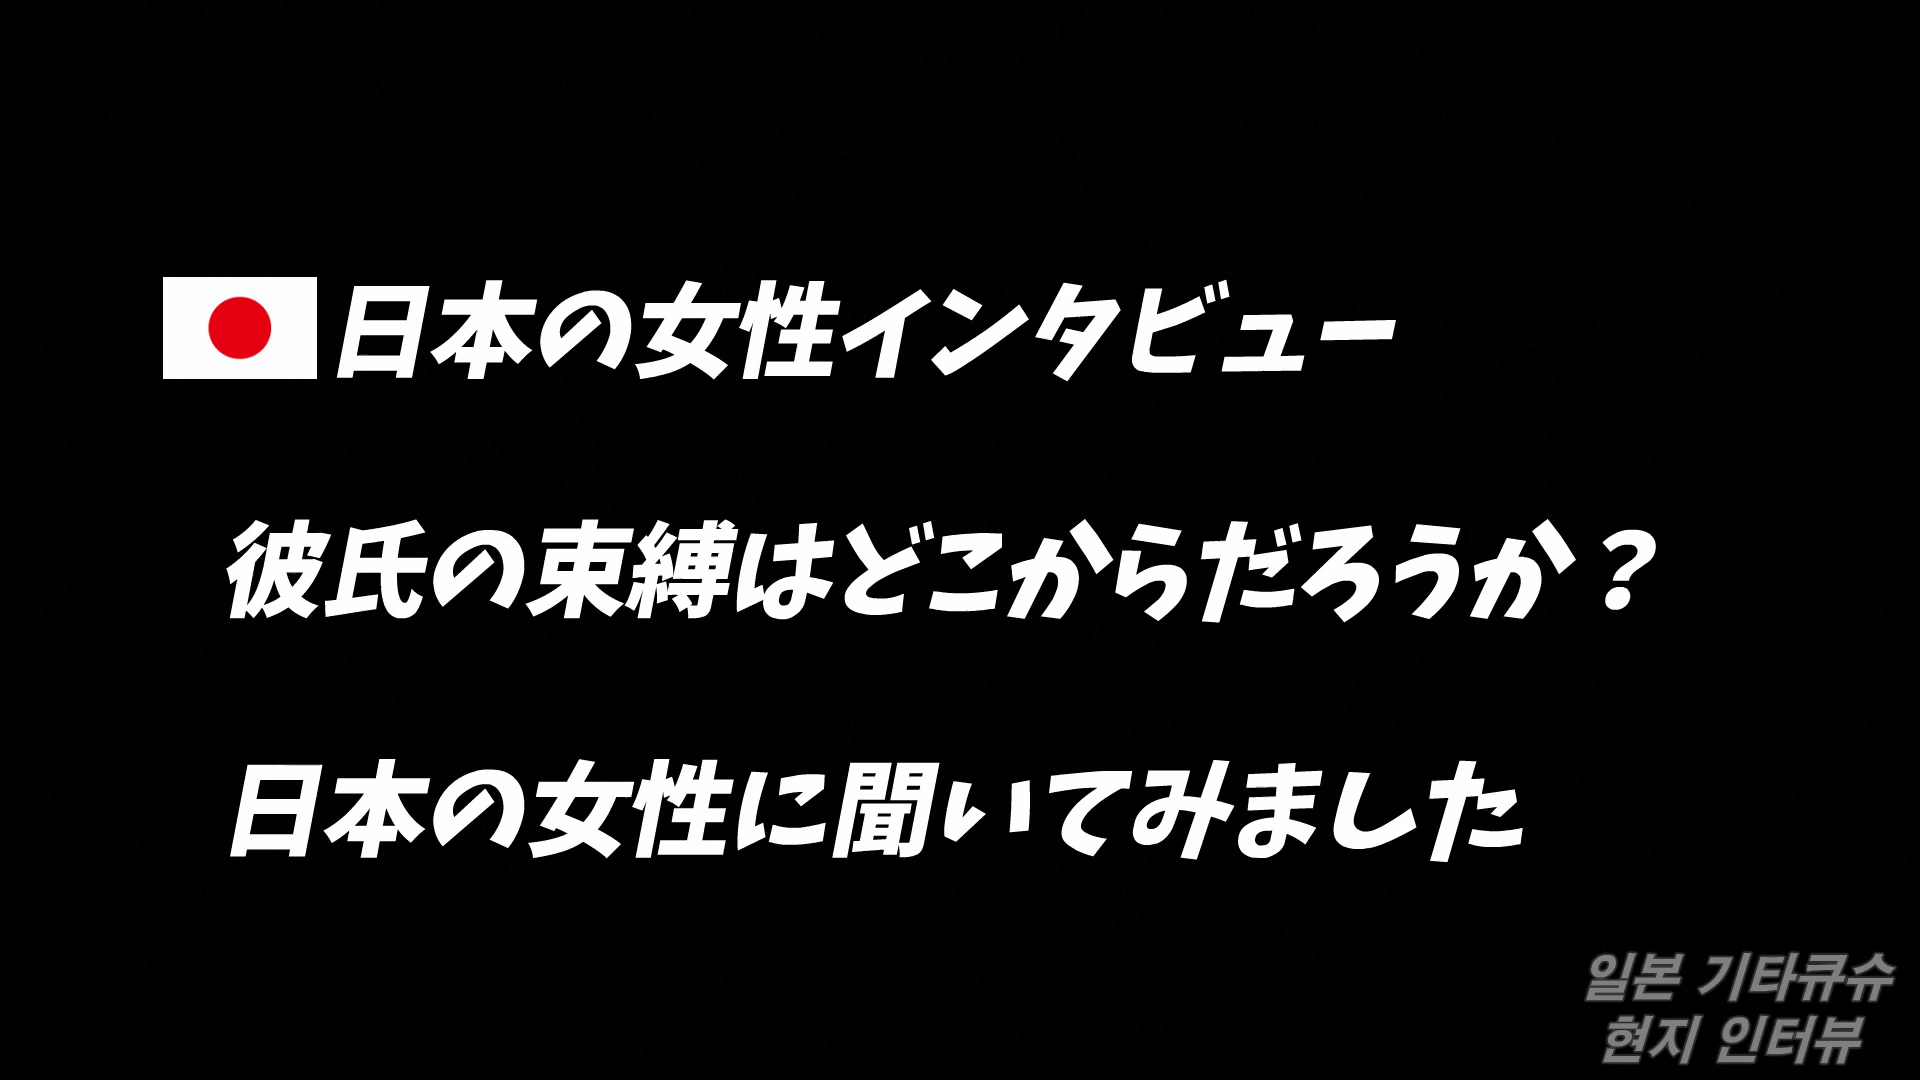 日本の女性インタビュー
彼氏の束縛はどこからだろうか？
日本の女性に聞いてみました
일본 기타큐슈
현지 인터뷰